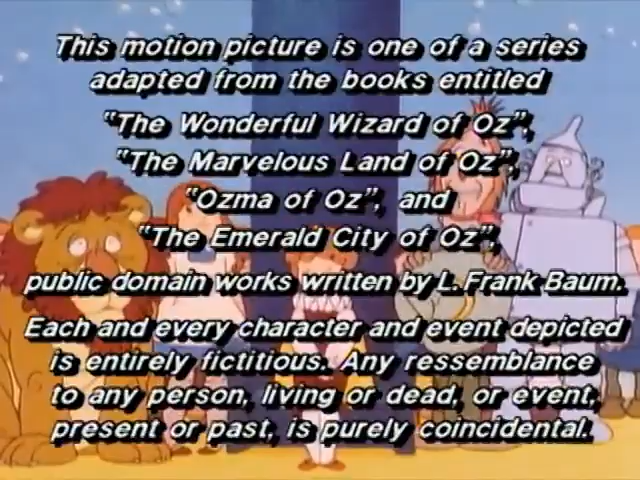 This motion picture is one of a series
adapted from the books entitled
"The Wonderful Wizard of Oz",
"The Marvelous Land of Oz",
"Ozma of Oz", and
"The Emerald City of Oz",
public domain works written by L. Frank Baum.
Each and every character and event depicted
is entirely fictitious. Any ressemblance
to any person, living or dead, or event,
present or past, is purely coincidental.